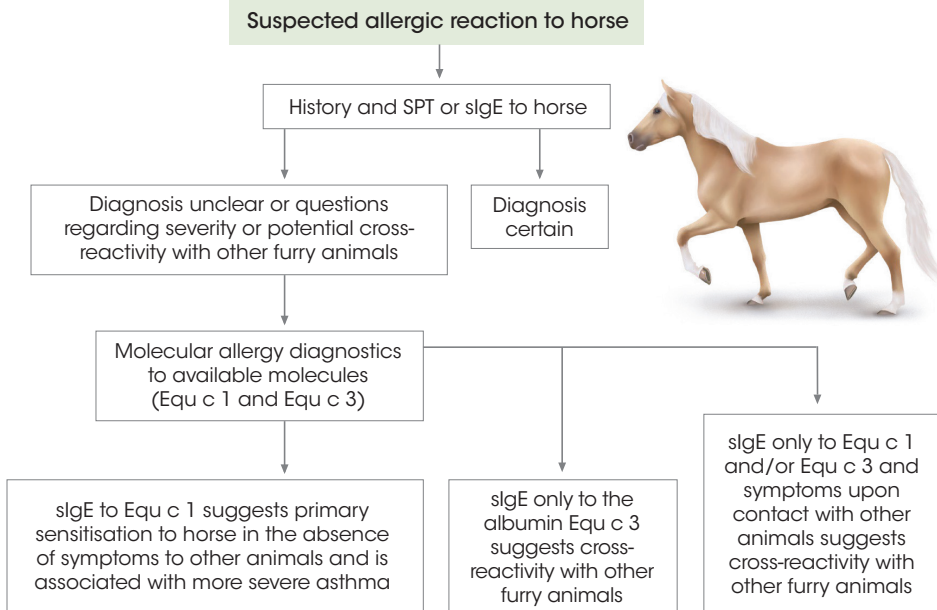 Suspected allergic reaction to horse
History and SPT or sIgE to horse
Diagnosis unclear or questions
regarding severity or potential cross-
reactivity with other furry animals
Diagnosis
certain
Molecular allergy diagnostics
to available molecules
(Equ c 1 and Equ c 3)
sIgE to Equ c 1 suggests primary
sensitisation to horse in the absence
of symptoms to other animals and is
associated with more severe asthma
sIgE only to the
albumin Equ c 3
suggests cross-
reactivity with other
furry animals
sIgE only to Equ c 1
and/or Equ c 3 and
symptoms upon
contact with other
animals suggests
cross-reactivity with
other furry animals